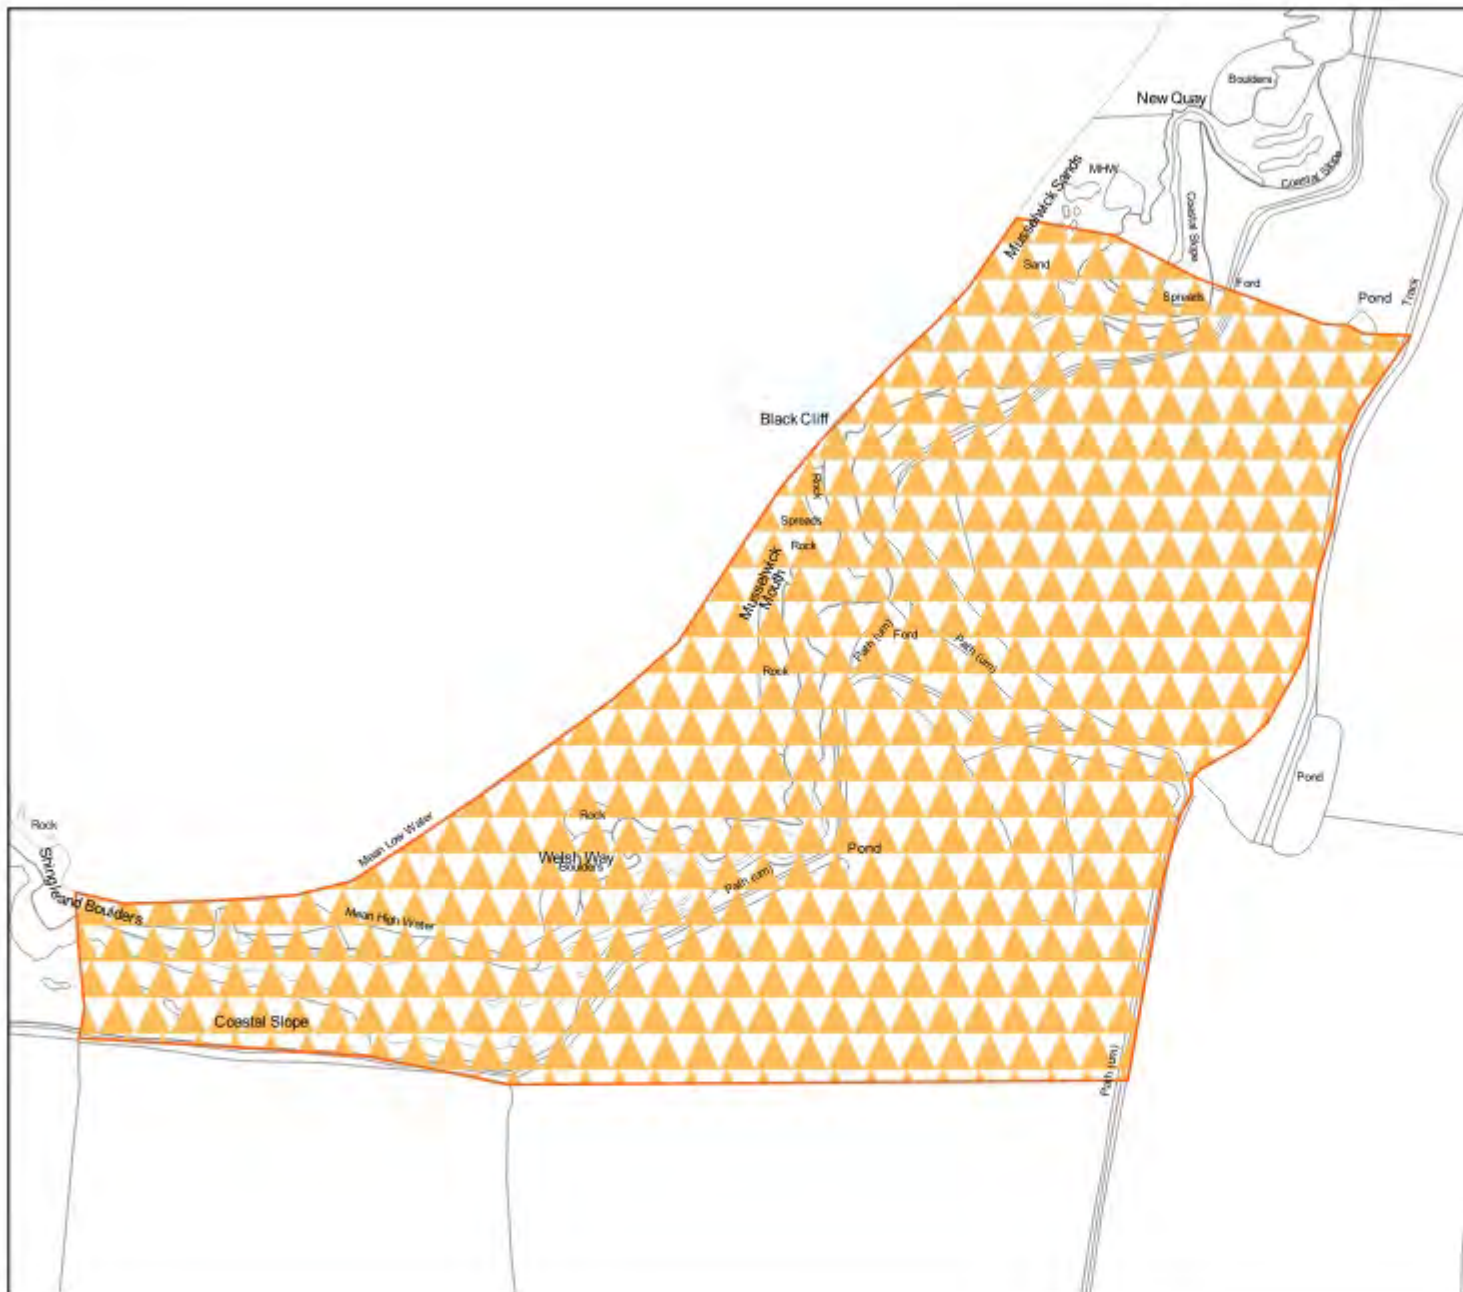 Boulders
New Quay
Coastal Slope
MHW
Musselwick Sands
Coastal Slope
Sand
Ford
Spreads
Pond
Track
Black Cliff
Rock
Spreads
Rock
Musselwick
Mouth
Path (um)
Ford
Path (um)
Rock
Pond
Rock
Rock
Mean Low Water
Welsh Way
Boulders
Pond
Shingle and Boulders
Path (um)
Mean High Water
Coastal Slope
Path (um)